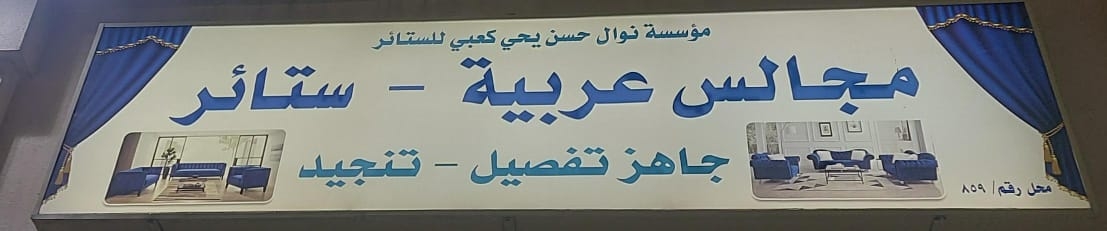 مؤسسة نوال حسن يحي كعبي للستائر
مجالس عربية - ستائر
جاهز تفصيل - تنجيد
محل رقم/ ٨٥٩